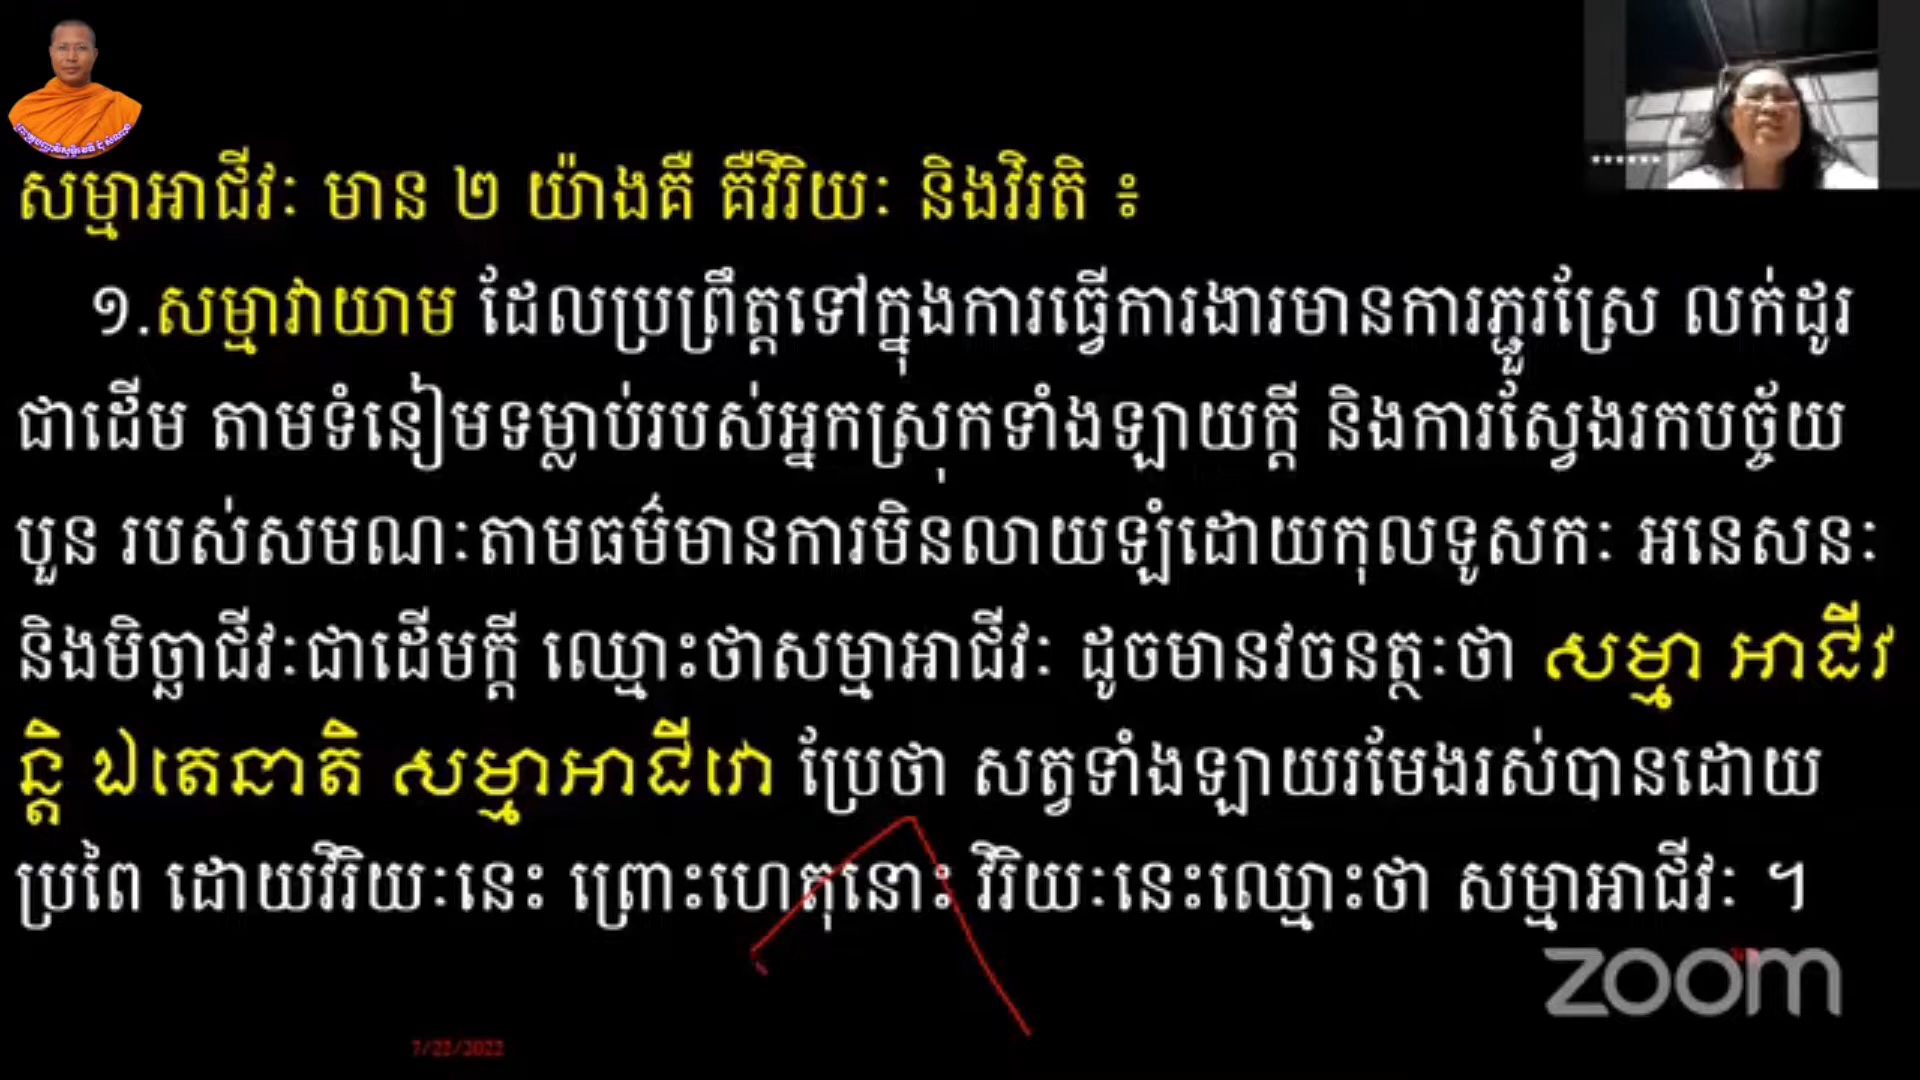 សម្មាអាជីវៈ មាន ២ យ៉ាងគឺ គឺវិរិយៈ និងវិរតិ ៖
១.សម្មាវាយាម ដែលប្រព្រឹត្តទៅក្នុងការធ្វើការងារមានការភ្ជួរស្រែ លក់ដូរ
ជាដើម តាមទំនៀមទម្លាប់របស់អ្នកស្រុកទាំងឡាយក្តី និងការស្វែងរកបច្ច័យ
បួន របស់សមណៈតាមធម៌មានការមិនលាយឡំដោយកុលទូសកៈ អនេសនៈ
និងមិច្ឆាជីវៈជាដើមក្តី ឈ្មោះថាសម្មាអាជីវៈ ដូចមានវចនត្ថៈថា សម្មា អាជីវ
ន្តិ ឯតេនាតិ សម្មាអាជីវោ ប្រែថា សត្វទាំងឡាយរមែងរស់បានដោយ
ប្រពៃ ដោយវិរិយៈនេះ ព្រោះហេតុនោះ វិរិយៈនេះឈ្មោះថា សម្មាអាជីវៈ ។
zoom
7/22/2022